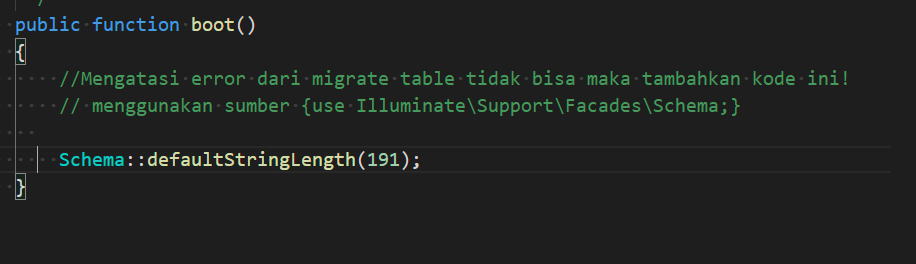 public function boot()
{
//Mengatasi error dari migrate table tidak bisa maka tambahkan kode ini!
// menggunakan sumber {use Illuminate\Support\Facades\Schema;}
Schema::defaultStringLength(191);
}